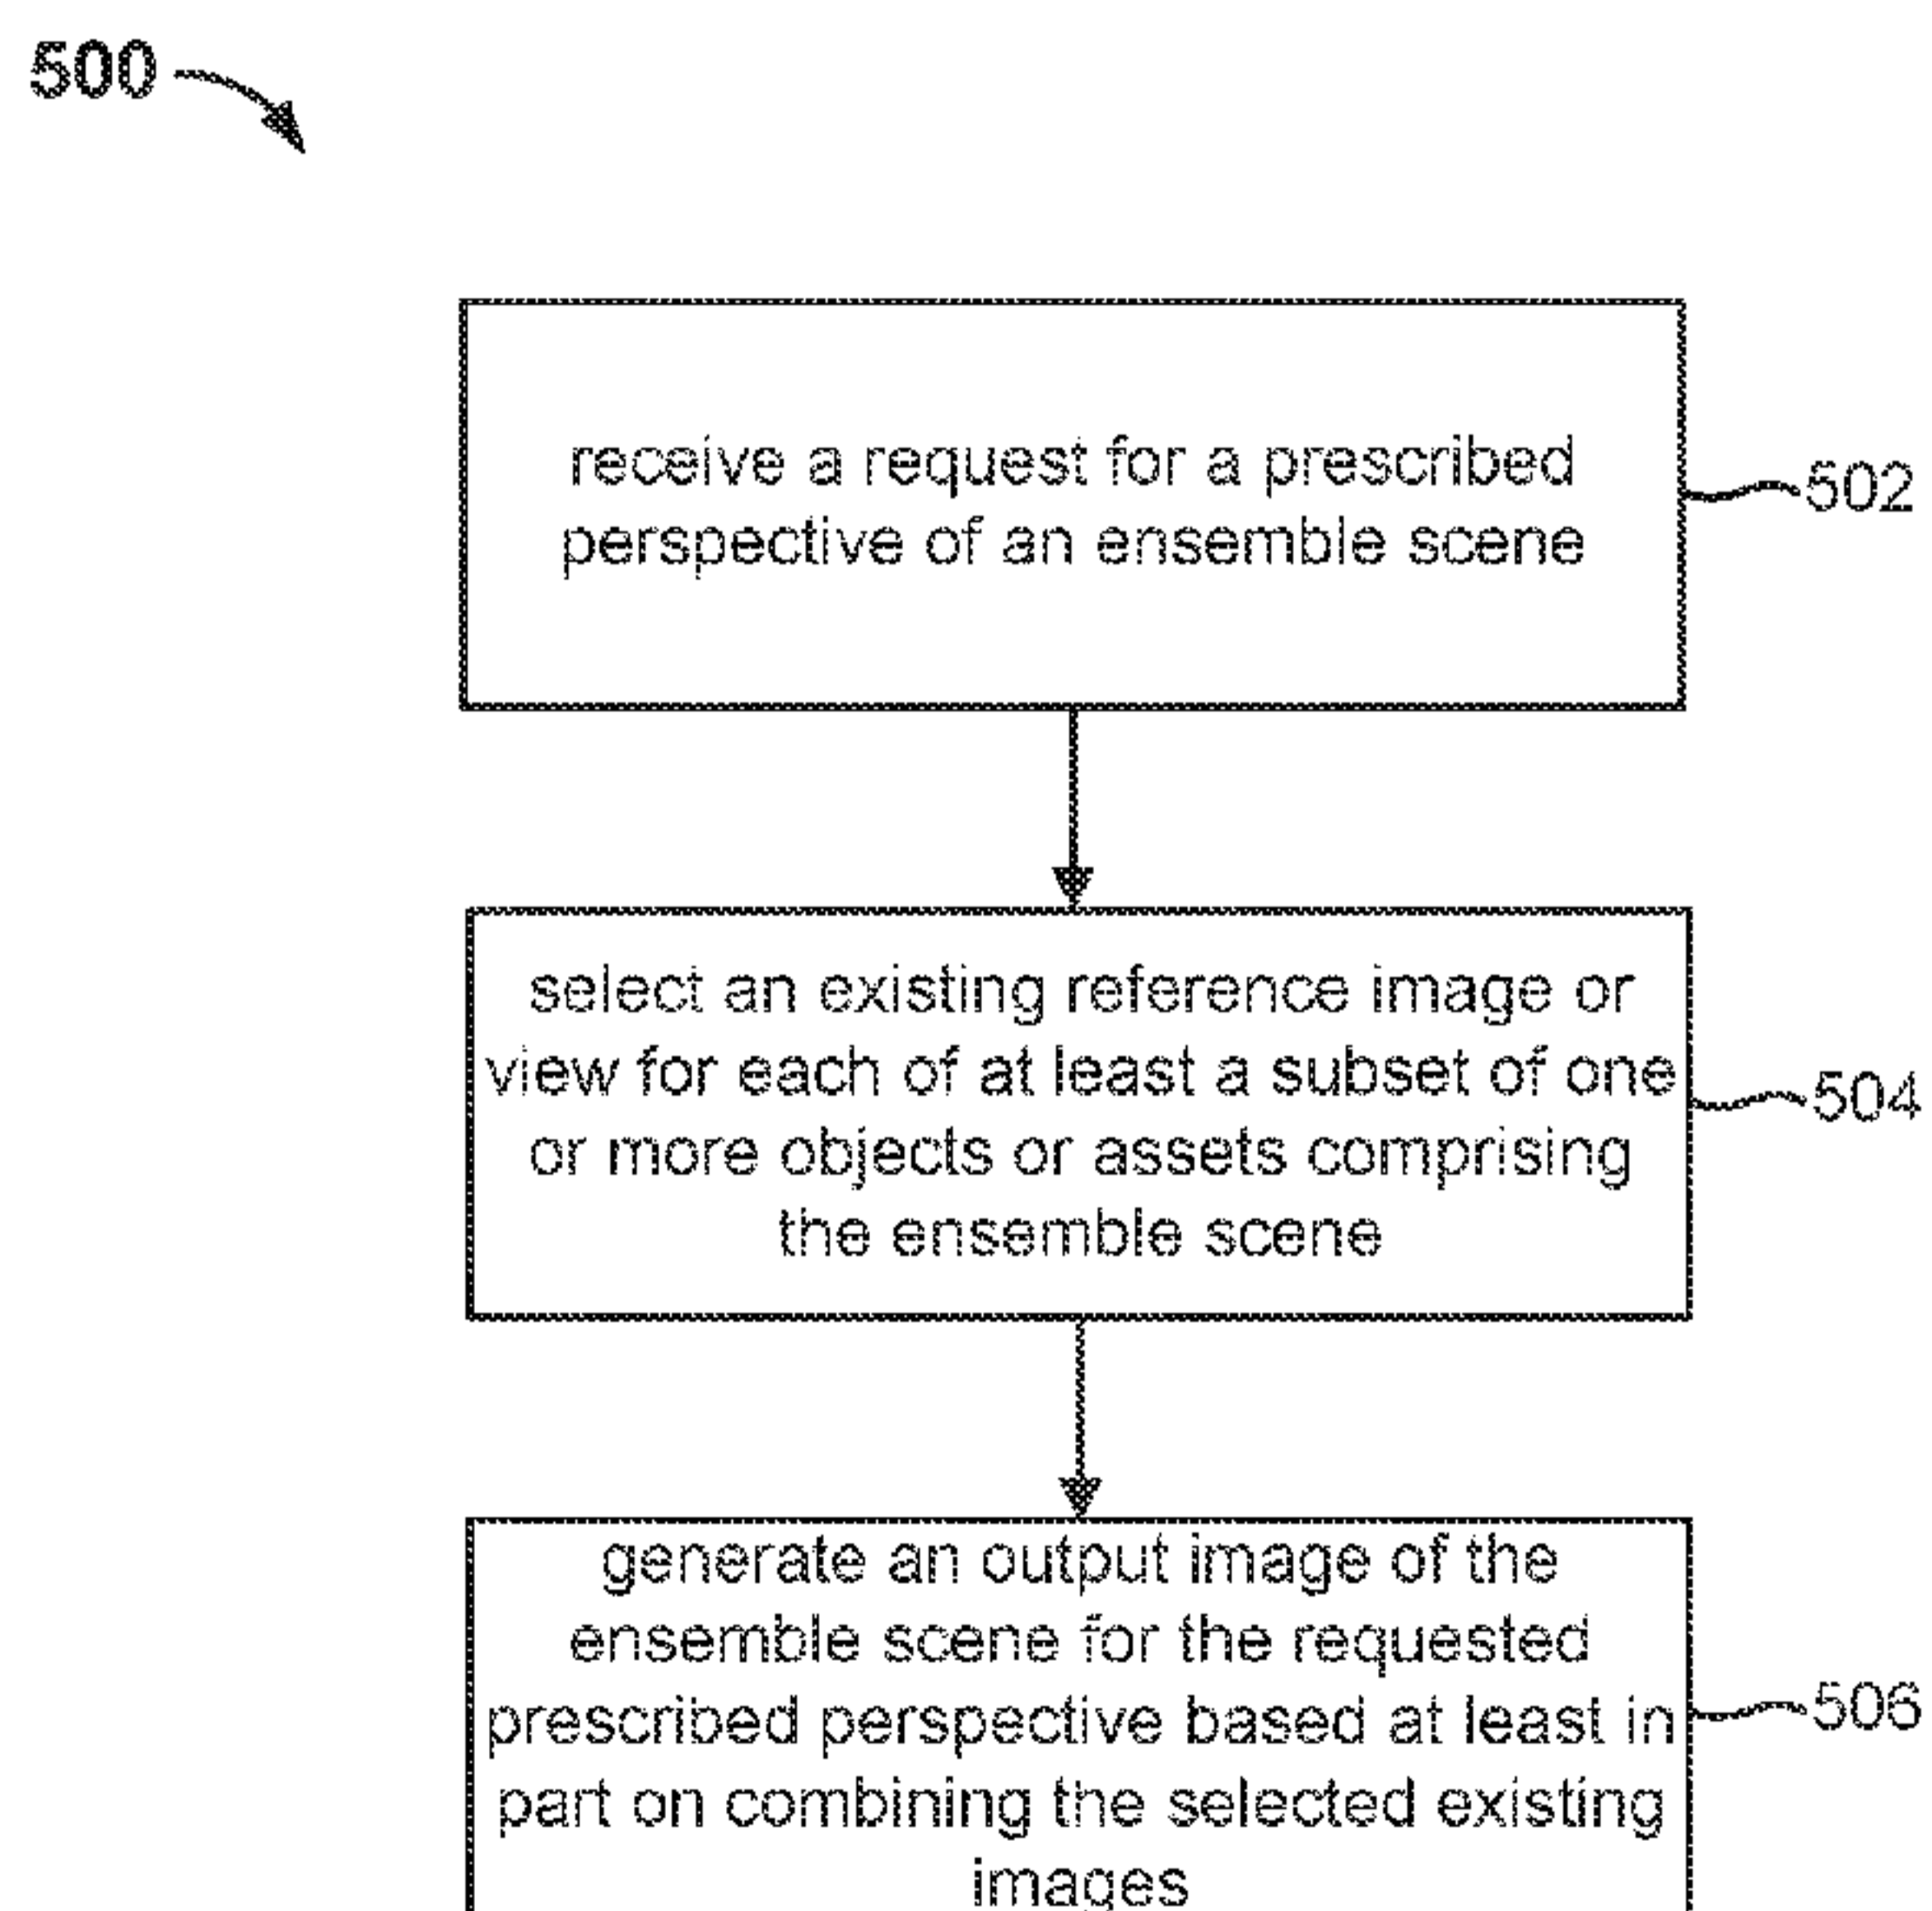 500
receive a request for a prescribed
perspective of an ensemble scene
502
select an existing reference image or
view for each of at least a subset of one
or more objects or assets comprising
the ensemble scene
504
generate an output image of the
ensemble scene for the requested
prescribed perspective based at least in
part on combining the selected existing
images
506